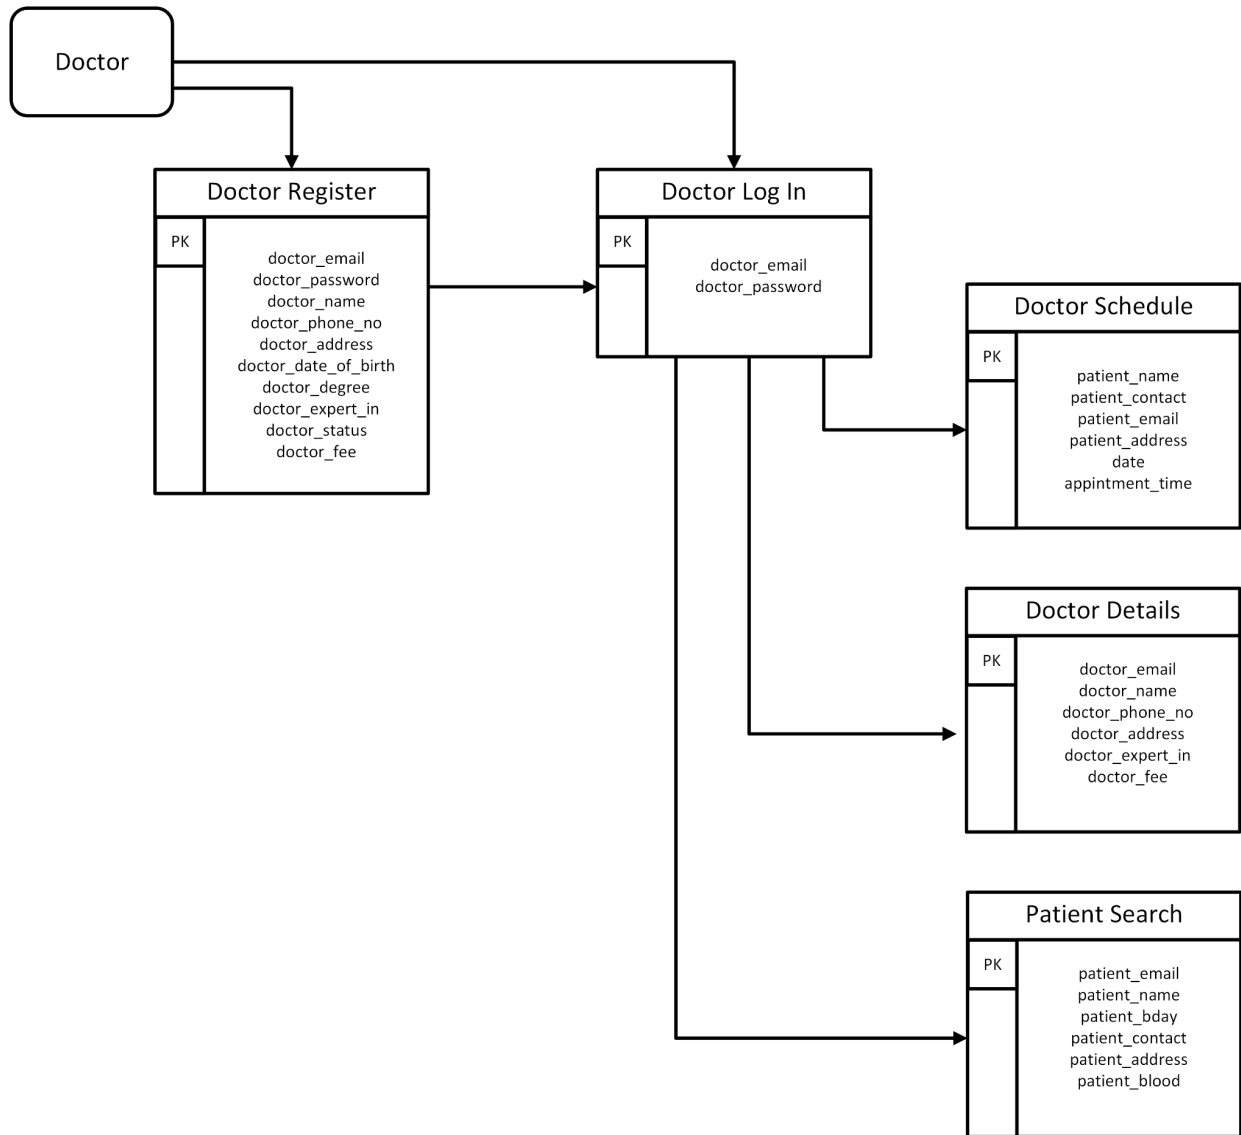 Doctor
Doctor Register
PK
doctor_email
doctor_password
doctor_name
doctor_phone_no
doctor_address
doctor_date_of_birth
doctor_degree
doctor_expert_in
doctor_status
doctor_fee
Doctor Log In
PK
doctor_email
doctor_password
Doctor Schedule
PK
patient_name
patient_contact
patient_email
patient_address
date
appintment_time
Doctor Details
PK
doctor_email
doctor_name
doctor_phone_no
doctor_address
doctor_expert_in
doctor_fee
Patient Search
PK
patient_email
patient_name
patient_bday
patient_contact
patient_address
patient_blood